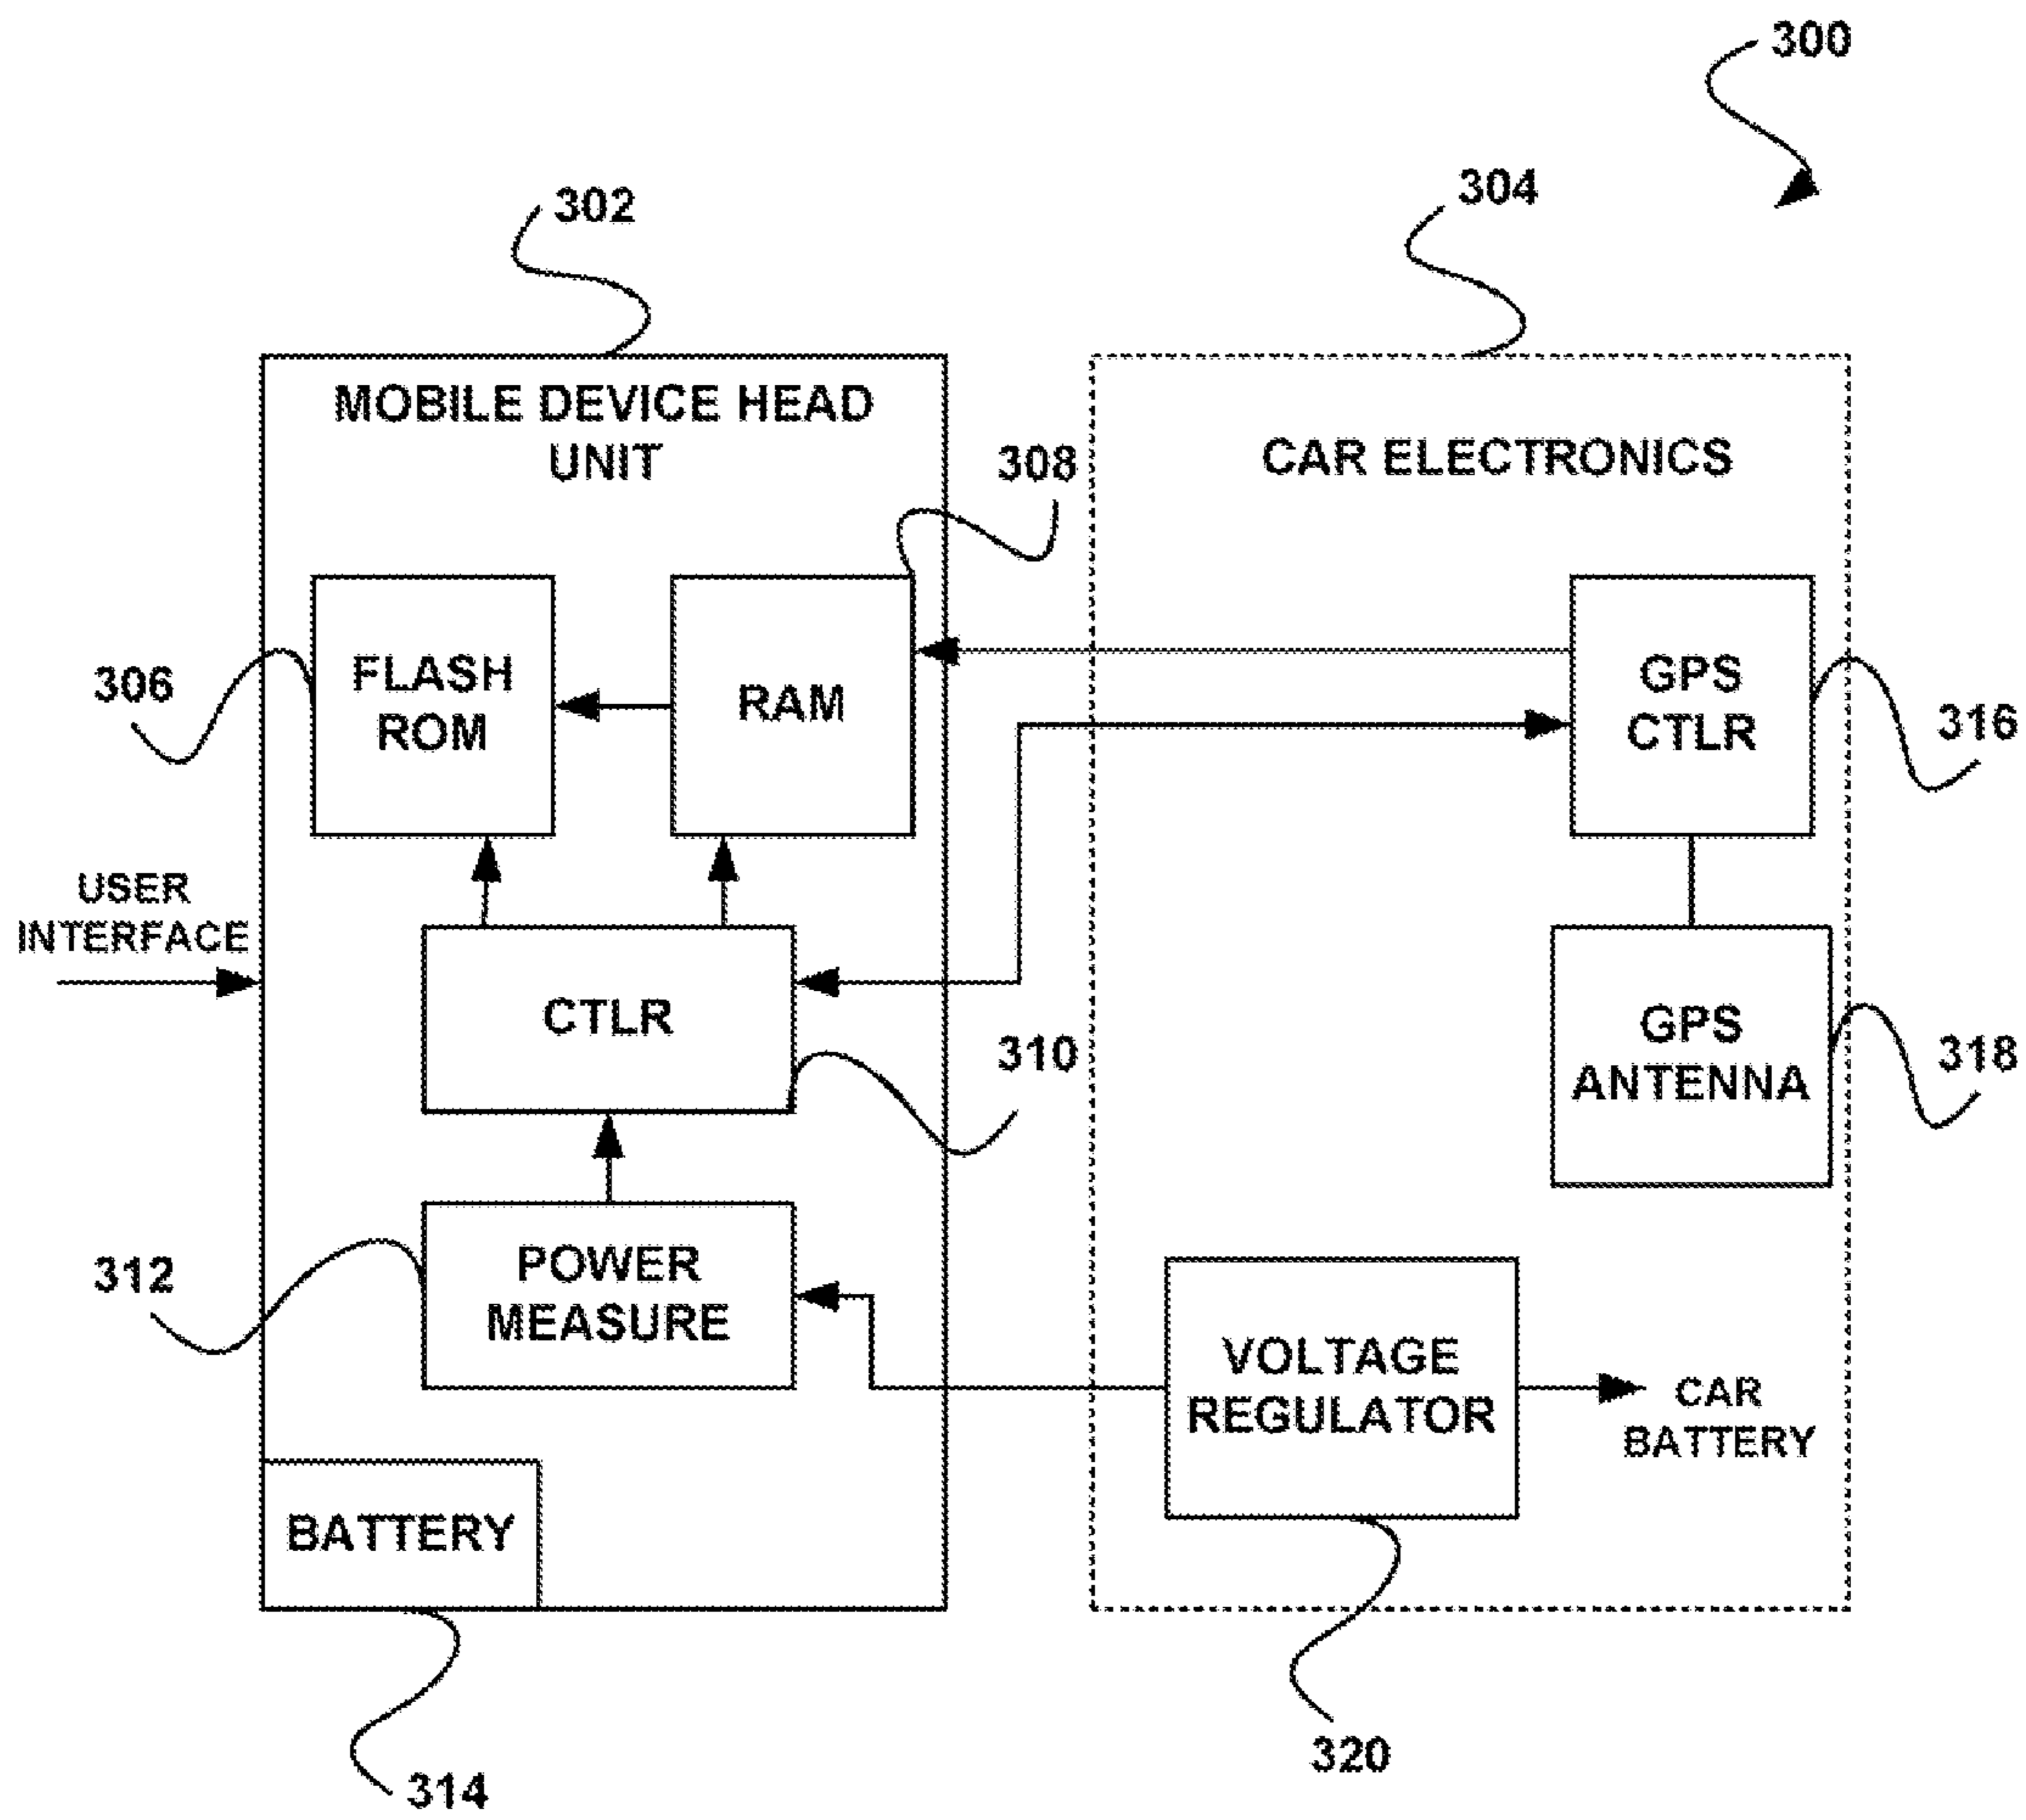 300
302
304
MOBILE DEVICE HEAD
UNIT
308
CAR ELECTRONICS
306
FLASH
ROM
RAM
GPS
CTLR
316
USER
INTERFACE
CTLR
310
GPS
ANTENNA
318
312
POWER
MEASURE
VOLTAGE
REGULATOR
CAR
BATTERY
BATTERY
320
314